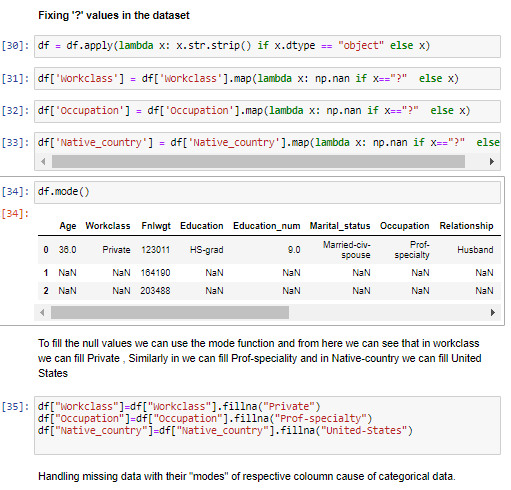 Fixing '?' values in the dataset
[30]: df = df.apply(lambda x: x.str.strip() if x.dtype == "object" else x)
[31]: df['Workclass'] = df['Workclass'].map(lambda x: np.nan if x=="?" else x)
[32]: df['Occupation'] = df['Occupation'].map(lambda x: np.nan if x=="?" else x)
[33]: df['Native_country'] = df['Native_country'].map(lambda x: np.nan if x=="?" else
[34]: df.mode()
[34]:
Age Workclass Fnlwgt Education Education_num Marital_status Occupation Relationship
0 36.0 Private 123011 HS-grad 9.0 Married-civ-spouse Prof-specialty Husband
1 NaN NaN 164190 NaN NaN NaN NaN NaN
2 NaN NaN 203488 NaN NaN NaN NaN NaN
To fill the null values we can use the mode function and from here we can see that in workclass
we can fill Private , Similarly in we can fill Prof-speciality and in Native-country we can fill United
States
[35]: df["Workclass"]=df["Workclass"].fillna("Private")
df["Occupation"]=df["Occupation"].fillna("Prof-specialty")
df["Native_country"]=df["Native_country"].fillna("United-States")
Handling missing data with their "modes" of respective coloumn cause of categorical data.